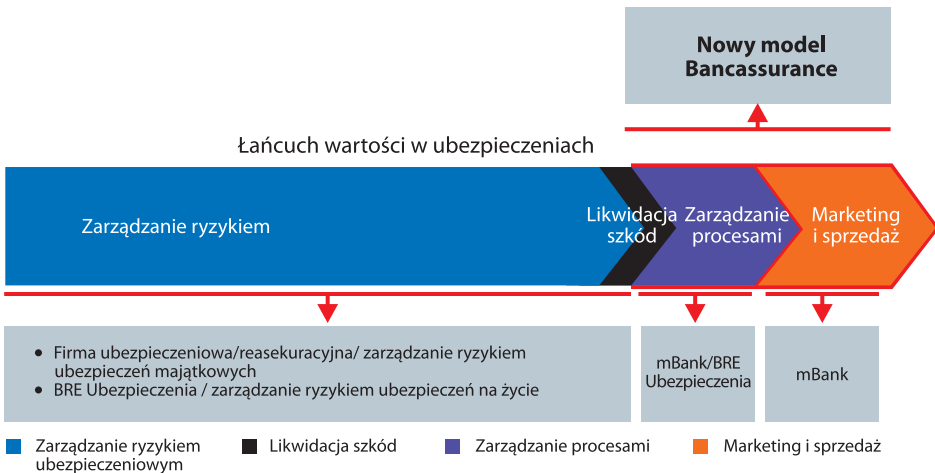 Nowy model
Bancassurance
Łańcuch wartości w ubezpieczeniach
Zarządzanie ryzykiem
Likwidacja
szkód
Zarządzanie
procesami
Marketing
i sprzedaż
• Firma ubezpieczeniowa/reasekuracyjna/ zarządzanie ryzykiem
ubezpieczeń majątkowych
• BRE Ubezpieczenia / zarządzanie ryzykiem ubezpieczeń na życie
mBank/BRE
Ubezpieczenia
mBank
Zarządzanie ryzykiem
ubezpieczeniowym
Likwidacja szkód
Zarządzanie procesami
Marketing i sprzedaż